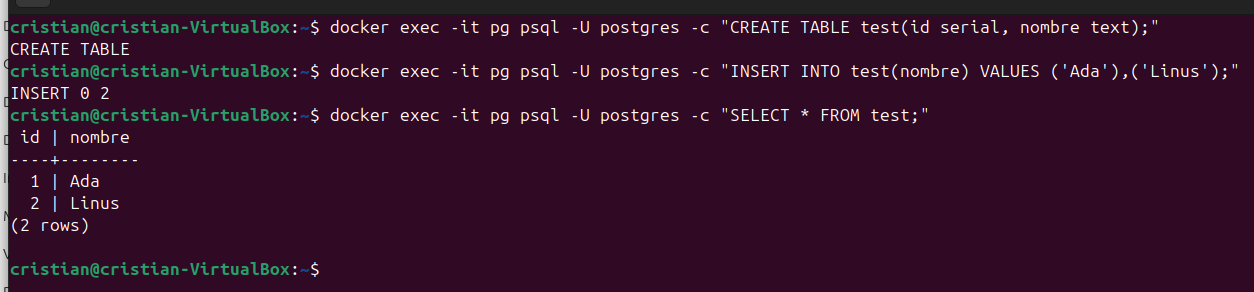 cristian@cristian-VirtualBox:~$ docker exec -it pg psql -U postgres -c "CREATE TABLE test(id serial, nombre text);"
CREATE TABLE
cristian@cristian-VirtualBox:~$ docker exec -it pg psql -U postgres -c "INSERT INTO test(nombre) VALUES ('Ada'),('Linus');"
INSERT 0 2
cristian@cristian-VirtualBox:~$ docker exec -it pg psql -U postgres -c "SELECT * FROM test;"
 id | nombre
----+--------
  1 | Ada
  2 | Linus
(2 rows)

cristian@cristian-VirtualBox:~$